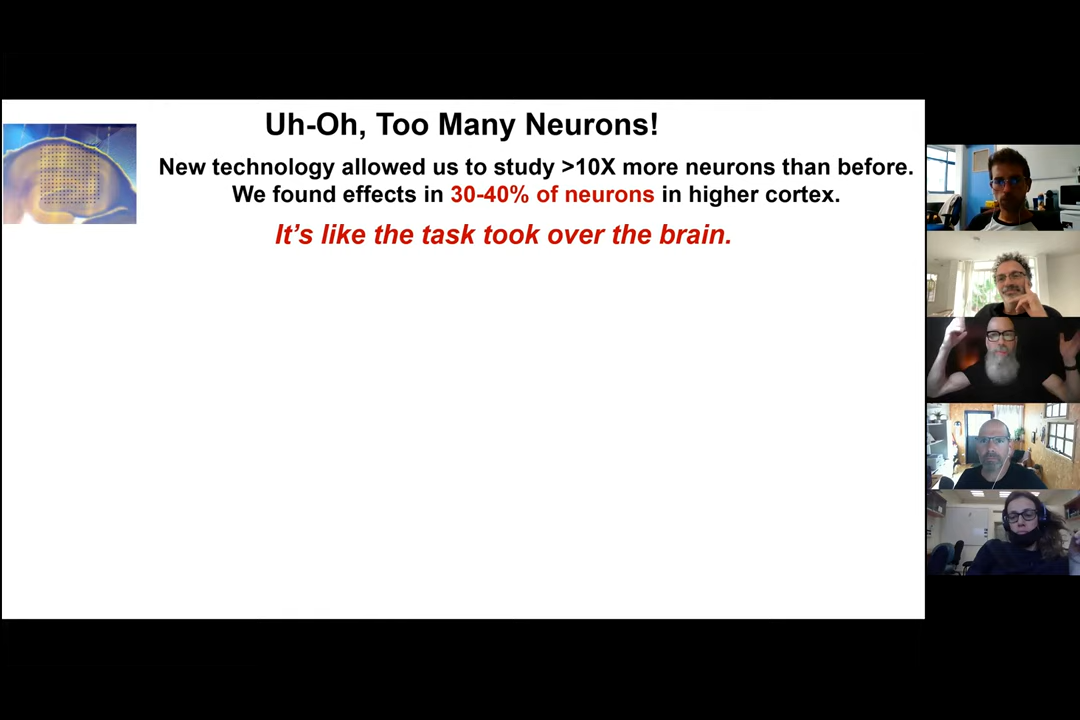 Uh-Oh, Too Many Neurons!
New technology allowed us to study >10X more neurons than before.
We found effects in 30-40% of neurons in higher cortex.
It’s like the task took over the brain.